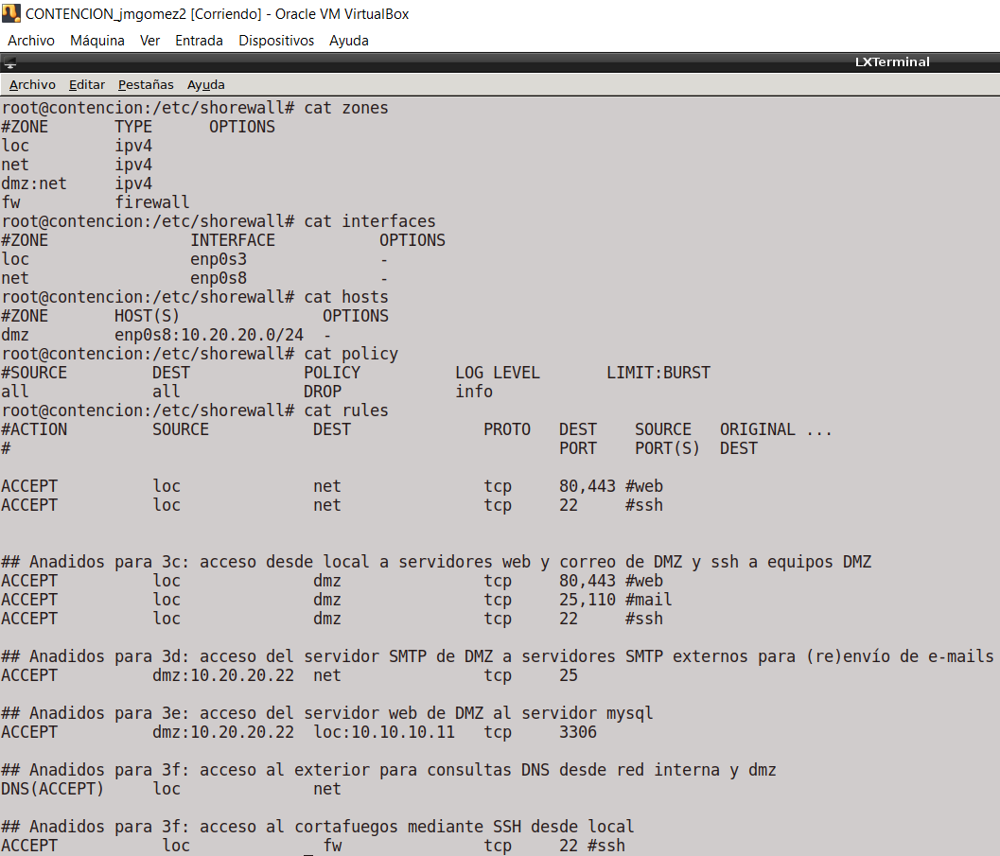 CONTENCION_jmgomez2 [Corriendo] - Oracle VM VirtualBox
Archivo Máquina Ver Entrada Dispositivos Ayuda
LXTerminal
Archivo Editar Pestañas Ayuda
root@contencion:/etc/shorewall# cat zones
#ZONE TYPE OPTIONS
loc ipv4
net ipv4
dmz:net ipv4
fw firewall
root@contencion:/etc/shorewall# cat interfaces
#ZONE INTERFACE OPTIONS
loc enp0s3 -
net enp0s8 -
root@contencion:/etc/shorewall# cat hosts
#ZONE HOST(S) OPTIONS
dmz enp0s8:10.20.20.0/24 -
root@contencion:/etc/shorewall# cat policy
#SOURCE DEST POLICY LOG LEVEL LIMIT:BURST
all all DROP info
root@contencion:/etc/shorewall# cat rules
#ACTION SOURCE DEST PROTO DEST SOURCE ORIGINAL ...
# PORT PORT(S) DEST
ACCEPT loc net tcp 80,443 #web
ACCEPT loc net tcp 22 #ssh
## Anadidos para 3c: acceso desde local a servidores web y correo de DMZ y ssh a equipos DMZ
ACCEPT loc dmz tcp 80,443 #web
ACCEPT loc dmz tcp 25,110 #mail
ACCEPT loc dmz tcp 22 #ssh
## Anadidos para 3d: acceso del servidor SMTP de DMZ a servidores SMTP externos para (re)envío de e-mails
ACCEPT dmz:10.20.20.22 net tcp 25
## Anadidos para 3e: acceso del servidor web de DMZ al servidor mysql
ACCEPT dmz:10.20.20.22 loc:10.10.10.11 tcp 3306
## Anadidos para 3f: acceso al exterior para consultas DNS desde red interna y dmz
DNS(ACCEPT) loc net
## Anadidos para 3f: acceso al cortafuegos mediante SSH desde local
ACCEPT loc fw tcp 22 #ssh